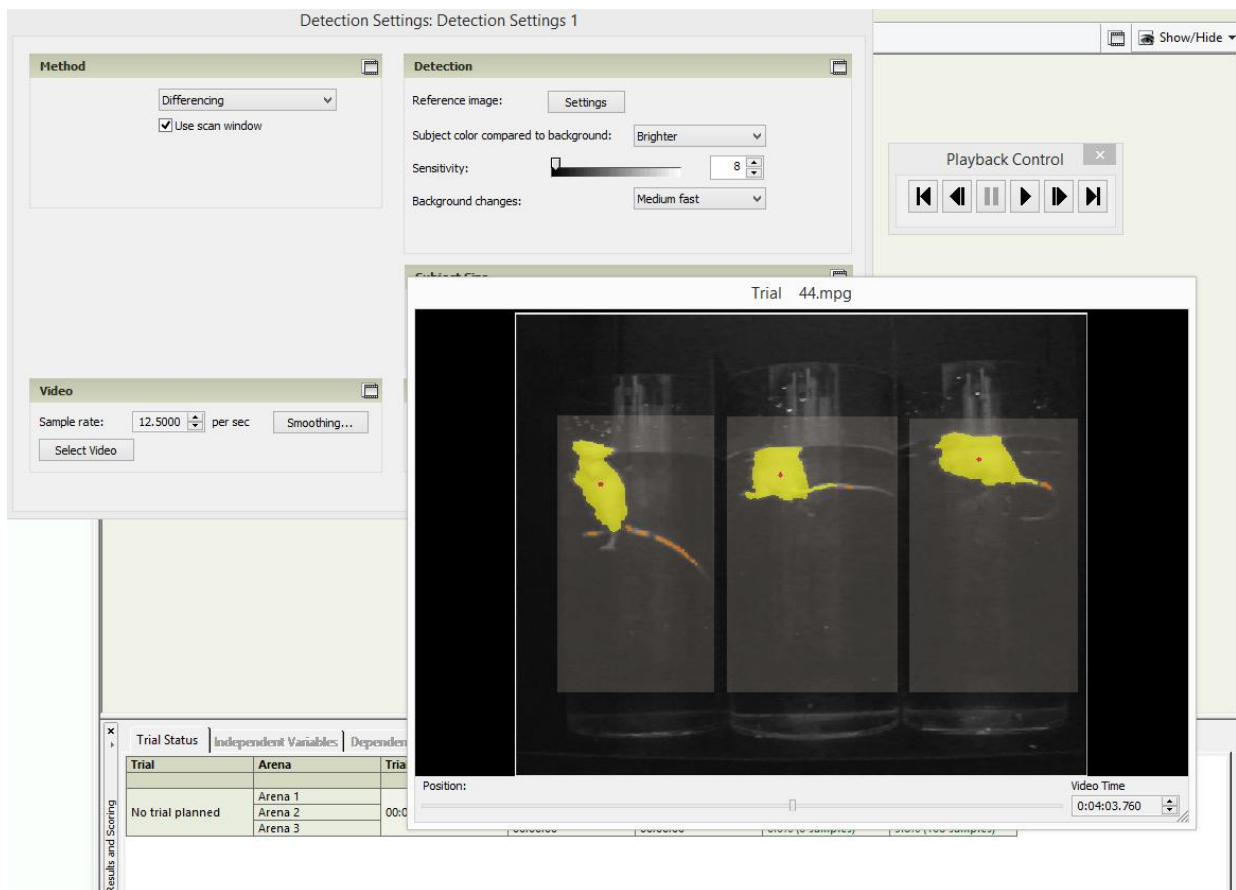 Detection Settings: Detection Settings 1
Show/Hide
Method
Differencing
Use scan window
Detection
Reference image: Settings
Subject color compared to background: Brighter
Sensitivity: 8
Background changes: Medium fast
Playback Control
Video
Sample rate: 12.5000 per sec Smoothing...
Select Video
Trial 44.mpg
Position:
Video Time
0:04:03.760
Trial Status Independent Variables
Trial Arena
No trial planned
Arena 1
Arena 2
Arena 3
Results and Scoring